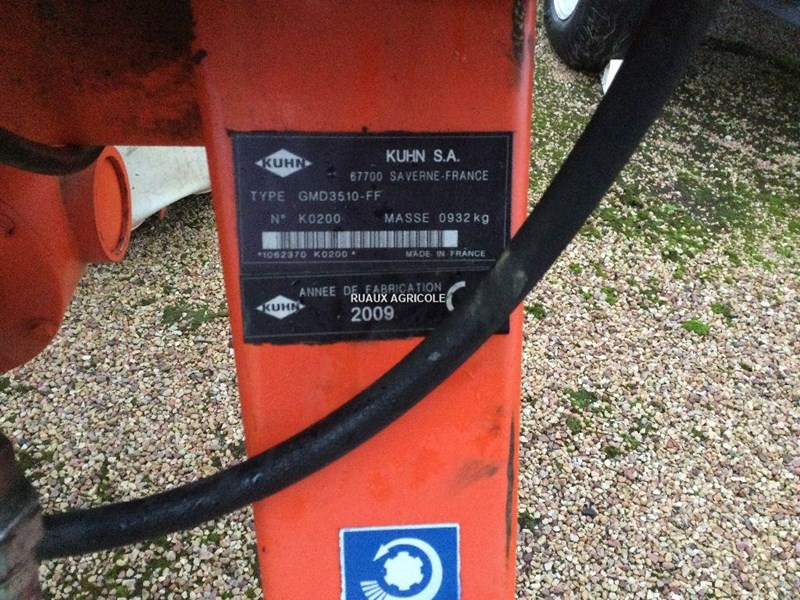 KUHN
KUHN S.A.
67700 SAVERNE-FRANCE
TYPE GMD3510-FF
N° K0200 MASSE 0932 kg
*1062370 K0200*
MADE IN FRANCE
KUHN
ANNEE DE FABRICATION
RUAUX AGRICOLE
2009